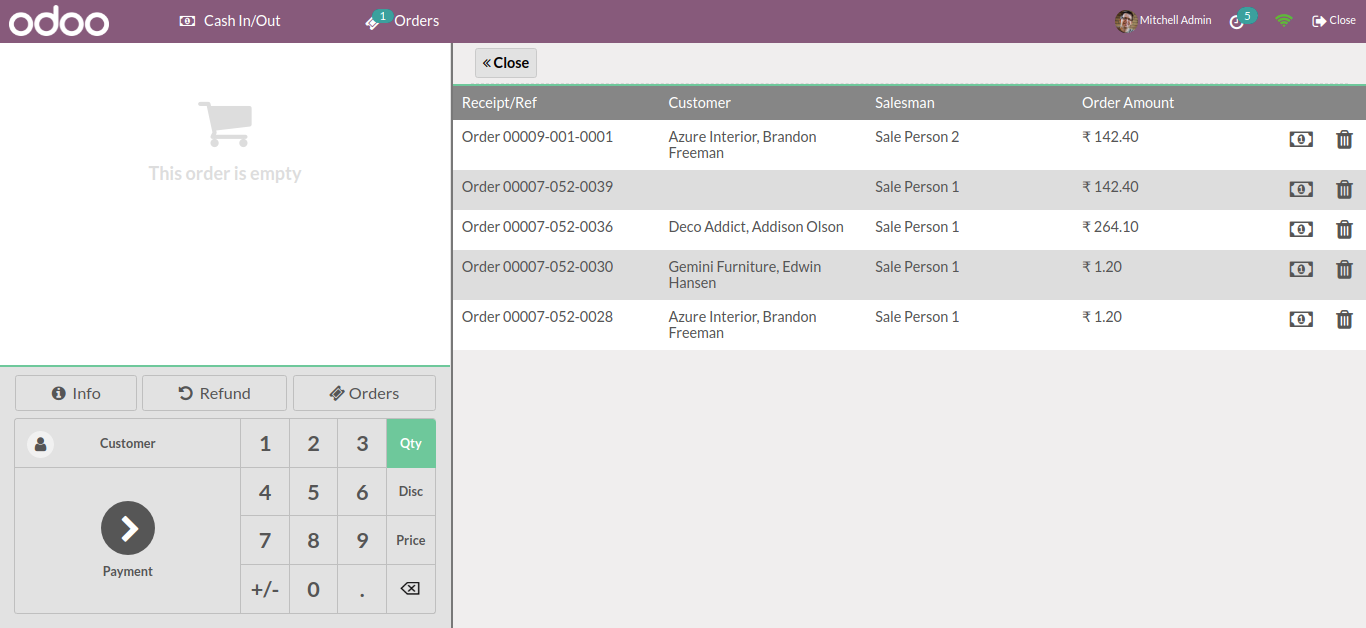 odoo
Cash In/Out
1
Orders
Mitchell Admin
5
Close
« Close
This order is empty
Receipt/Ref Customer Salesman Order Amount
Order 00009-001-0001 Azure Interior, Brandon Sale Person 2 ₹ 142.40
Freeman
Order 00007-052-0039 Sale Person 1 ₹ 142.40
Order 00007-052-0036 Deco Addict, Addison Olson Sale Person 1 ₹ 264.10
Order 00007-052-0030 Gemini Furniture, Edwin Sale Person 1 ₹ 1.20
Hansen
Order 00007-052-0028 Azure Interior, Brandon Sale Person 1 ₹ 1.20
Freeman
Info Refund Orders
Customer 1 2 3 Qty
4 5 6 Disc
7 8 9 Price
Payment
+/- 0 .